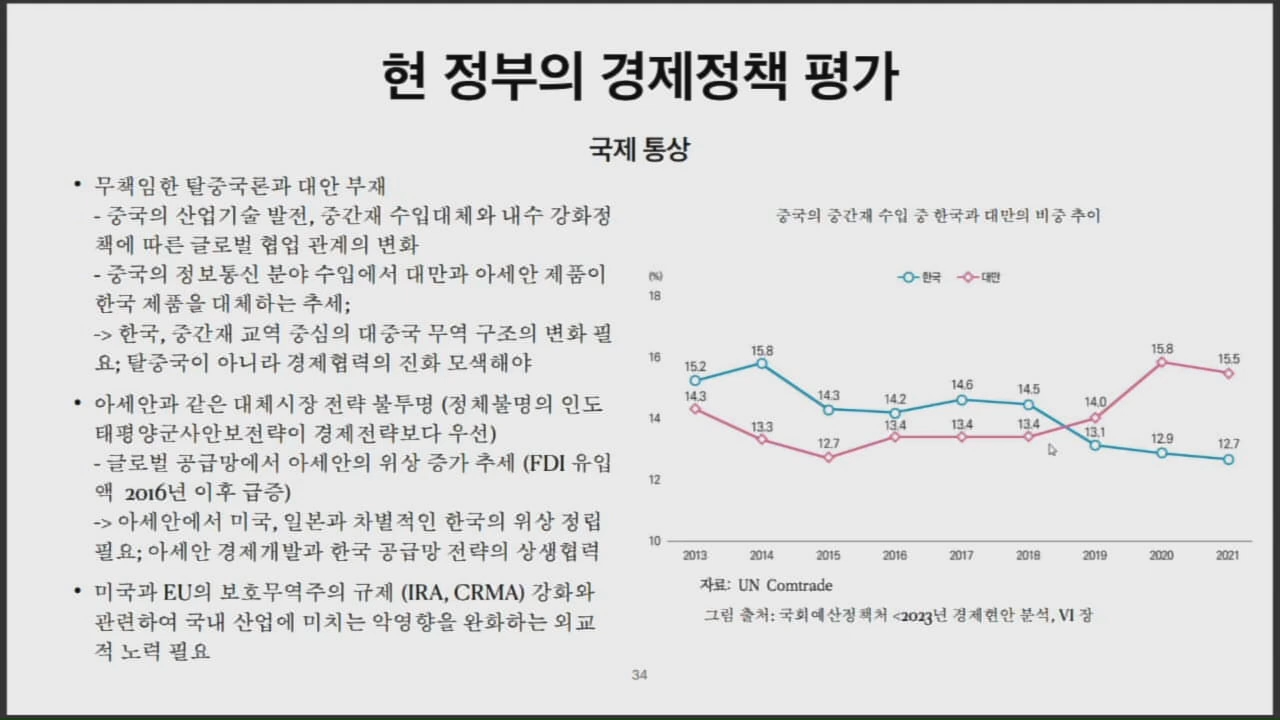 현 정부의 경제정책 평가
국제 통상
• 무책임한 탈중국론과 대안 부재
- 중국의 산업기술 발전, 중간재 수입대체와 내수 강화정
책에 따른 글로벌 협업 관계의 변화
- 중국의 정보통신 분야 수입에서 대만과 아세안 제품이
한국 제품을 대체하는 추세;
-> 한국, 중간재 교역 중심의 대중국 무역 구조의 변화 필
요; 탈중국이 아니라 경제협력의 진화 모색해야
• 아세안과 같은 대체시장 전략 불투명 (정체불명의 인도
태평양군사안보전략이 경제전략보다 우선)
- 글로벌 공급망에서 아세안의 위상 증가 추세 (FDI 유입
액 2016년 이후 급증)
-> 아세안에서 미국, 일본과 차별적인 한국의 위상 정립
필요; 아세안 경제개발과 한국 공급망 전략의 상생협력
• 미국과 EU의 보호무역주의 규제 (IRA, CRMA) 강화와
관련하여 국내 산업에 미치는 악영향을 완화하는 외교
적 노력 필요
중국의 중간재 수입 중 한국과 대만의 비중 추이
(%)
한국 대만
18
16
14
12
10
15.2 15.8 14.3 14.2 14.6 14.5 13.1 12.9 12.7
14.3 13.3 12.7 13.4 13.4 13.4 14.0 15.8 15.5
2013 2014 2015 2016 2017 2018 2019 2020 2021
자료: UN Comtrade
그림 출처: 국회예산정책처 <2023년 경제현안 분석, VI 장
34